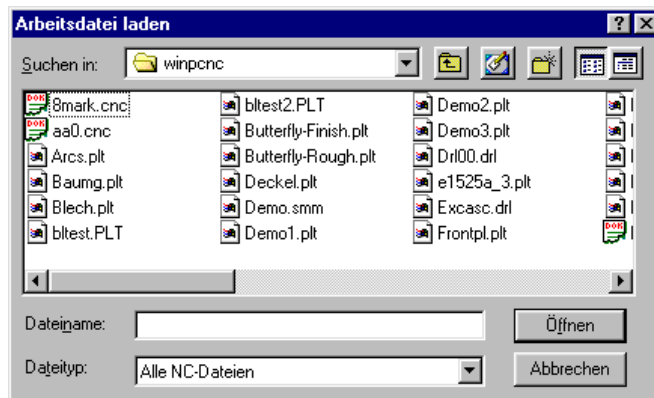 Arbeitsdatei laden
Suchen in: winpcnc
8mark.cnc bltest2.PLT Demo2.plt
aa0.cnc Butterfly-Finish.plt Demo3.plt
Arcs.plt Butterfly-Rough.plt Drl00.drl
Baumg.plt Deckel.plt e1525a_3.plt
Blech.plt Demo.smm Excasc.drl
bltest.PLT Demo1.plt Frontpl.plt
Dateiname: Öffnen
Dateityp: Alle NC-Dateien Abbrechen